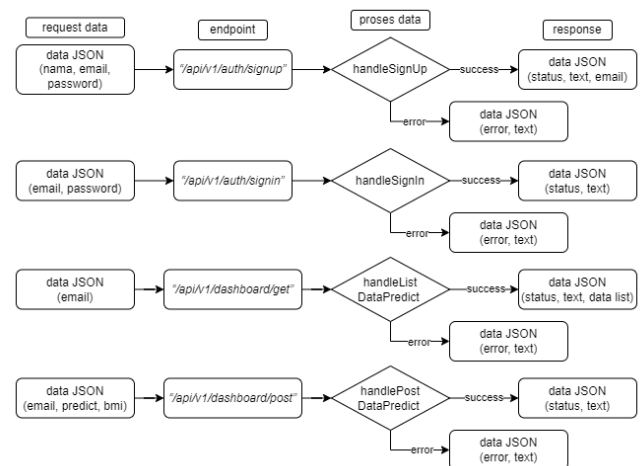 request data
endpoint
proses data
response
data JSON
(nama, email,
password)
"/api/v1/auth/signup"
handleSignUp
success
data JSON
(status, text, email)
error
data JSON
(error, text)
data JSON
(email, password)
"/api/v1/auth/signin"
handleSignIn
success
data JSON
(status, text)
error
data JSON
(error, text)
data JSON
(email)
"/api/v1/dashboard/get"
handleList
DataPredict
success
data JSON
(status, text, data list)
error
data JSON
(error, text)
data JSON
(email, predict, bmi)
"/api/v1/dashboard/post"
handlePost
DataPredict
success
data JSON
(status, text)
error
data JSON
(error, text)